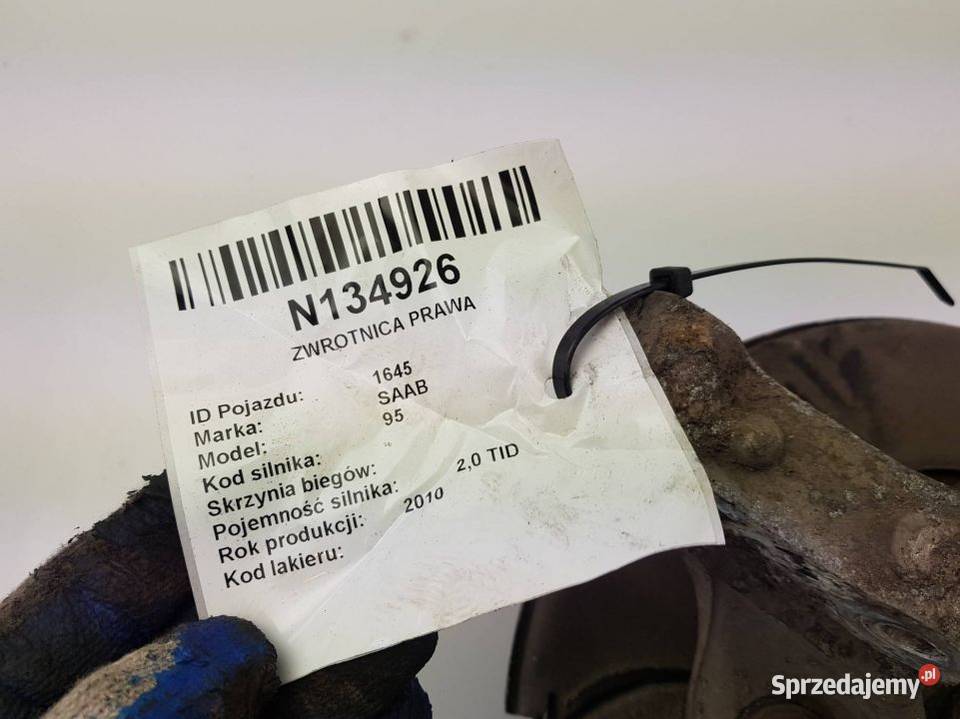 N134926
ZWROTNICA PRAWA
ID Pojazdu: 1645
Marka: SAAB
Model: 95
Kod silnika:
Skrzynia biegów:
Pojemność silnika: 2,0 TID
Rok produkcji: 2010
Kod lakieru:
Sprzedajemy.pl